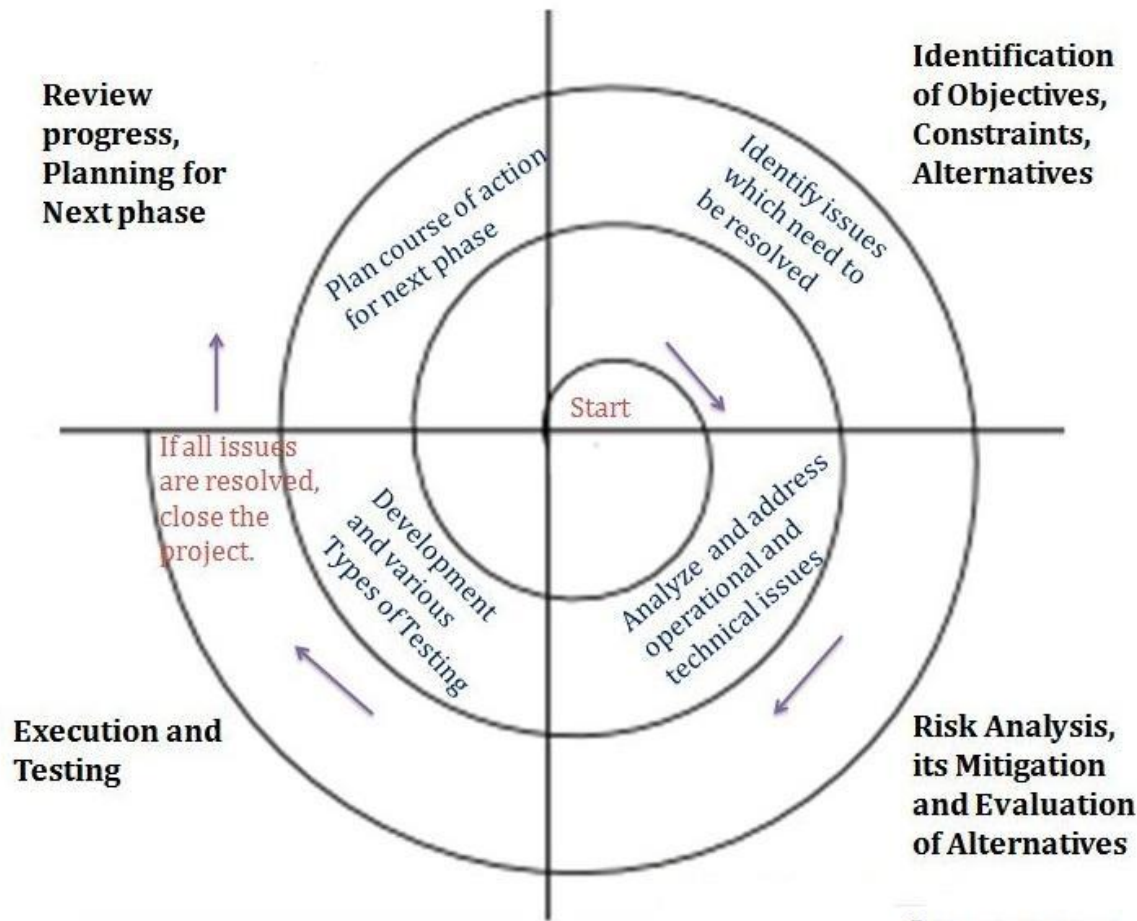 Review
progress,
Planning for
Next phase
Identification
of Objectives,
Constraints,
Alternatives
Plan course of action
for next phase
Identify issues
which need to
be resolved
Start
If all issues
are resolved,
close the
project.
Development
and various
Types of Testing
Analyze and address
operational and
technical issues
Execution and
Testing
Risk Analysis,
its Mitigation
and Evaluation
of Alternatives